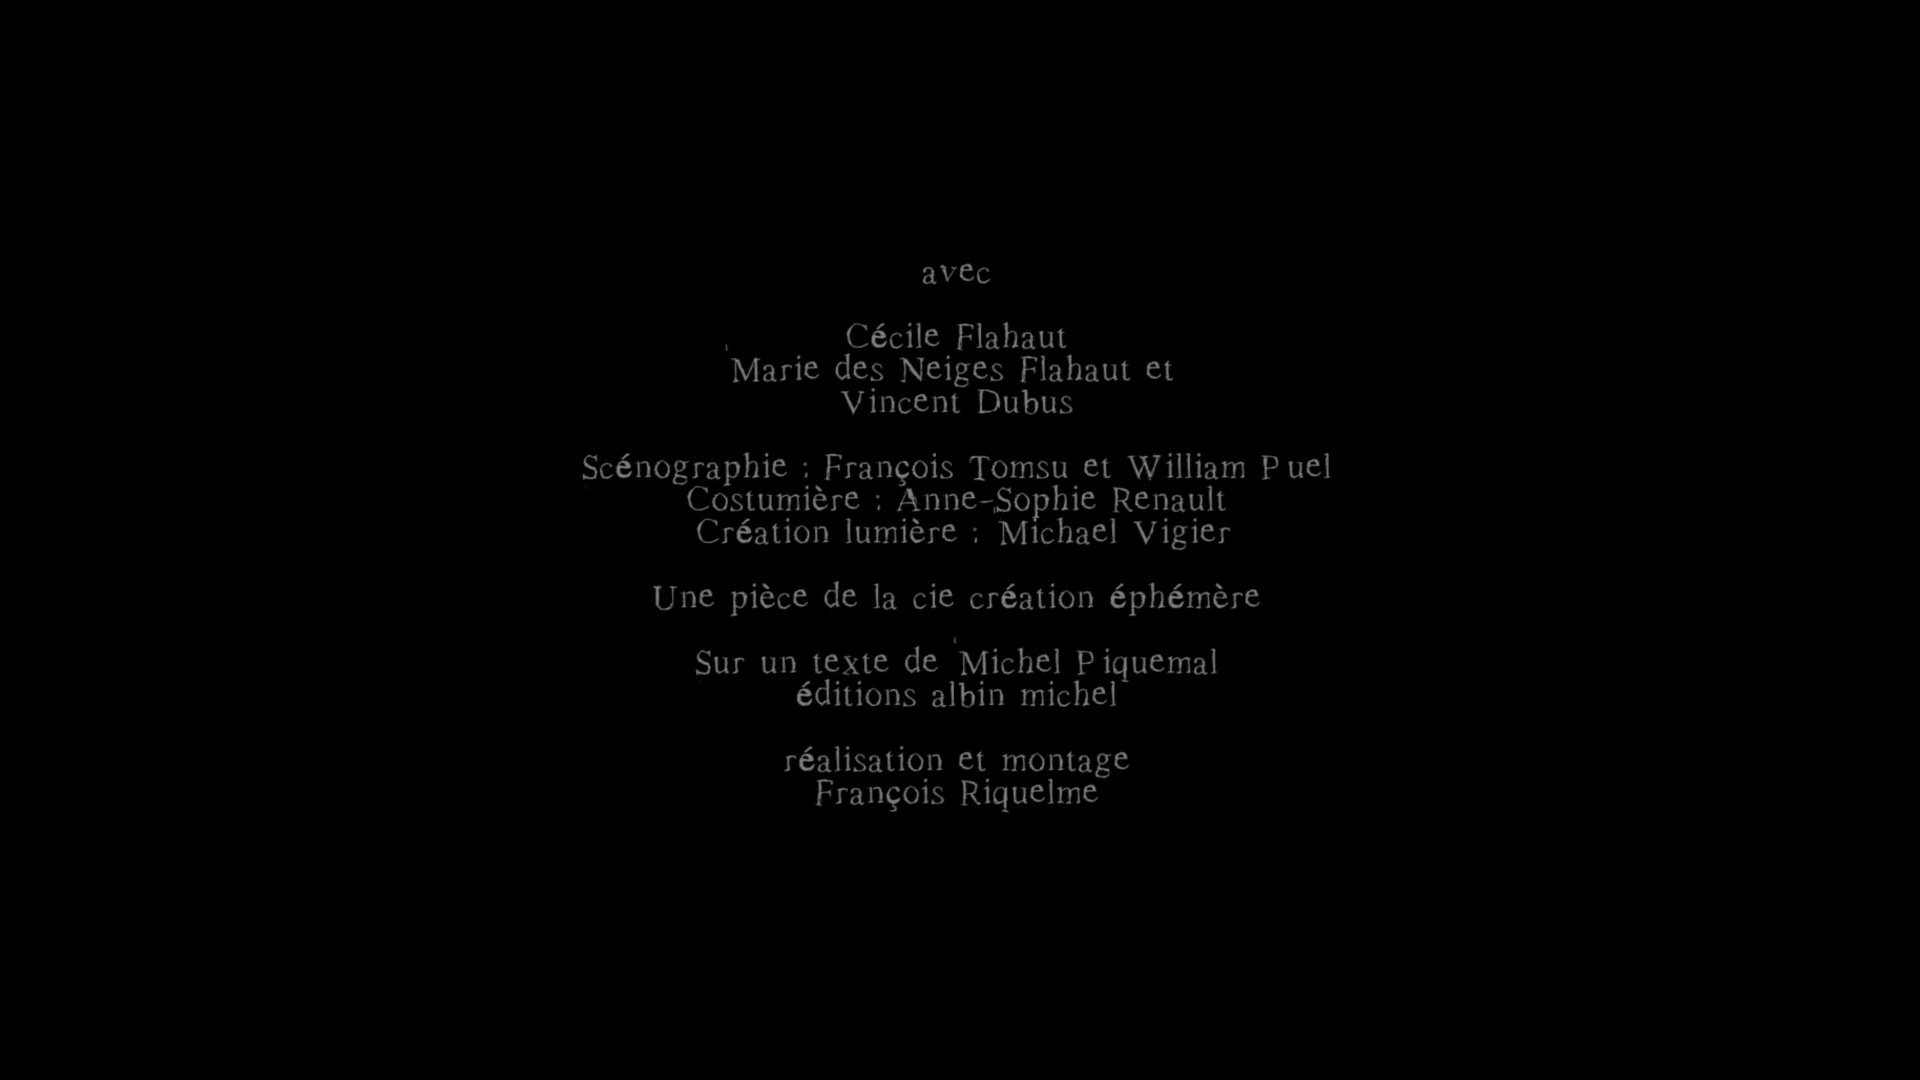 avec
Cécile Flahaut
Marie des Neiges Flahaut et
Vincent Dubus
Scénographie : François Tomsu et William Puel
Costumière : Anne-Sophie Renault
Création lumière : Michael Vigier
Une pièce de la cie création éphémère
Sur un texte de Michel Piquemal
éditions albin michel
réalisation et montage
François Riquelme